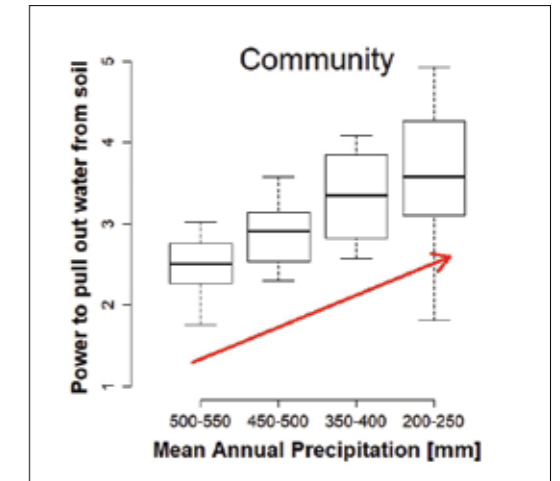 Community
Power to pull out water from soil
5
4
3
2
1
500-550 450-500 350-400 200-250
Mean Annual Precipitation [mm]